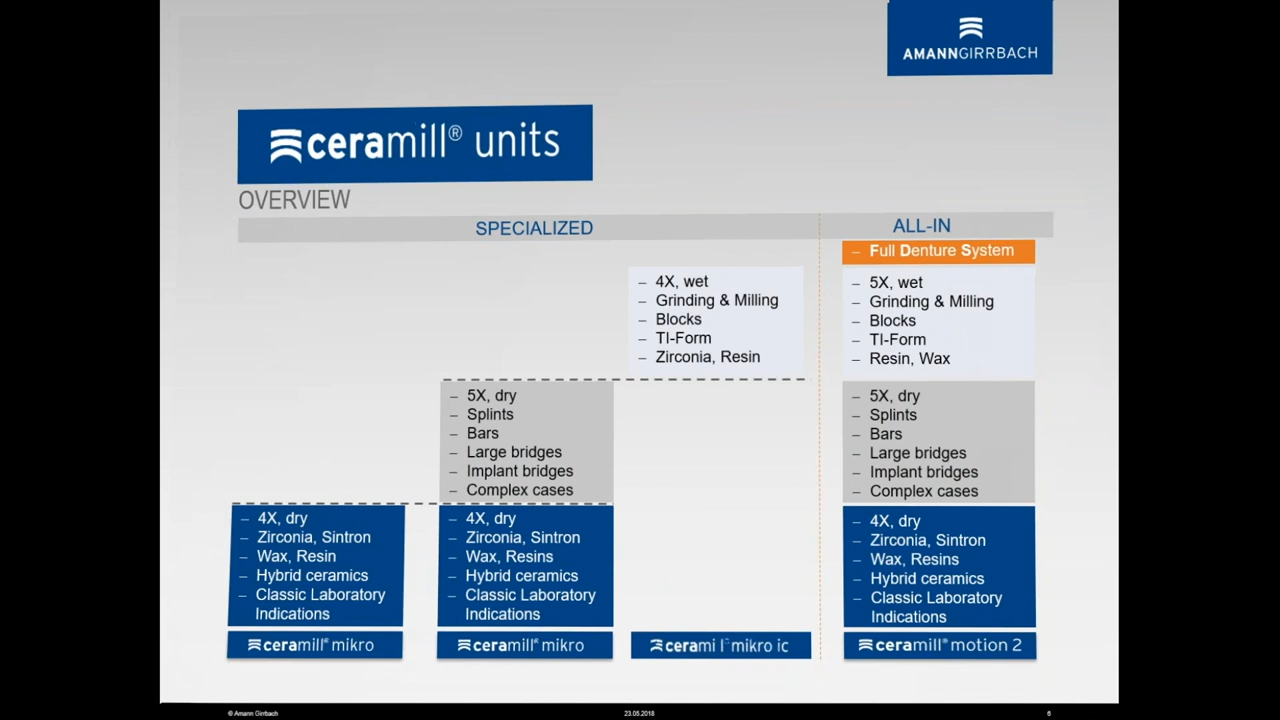 AMANNGIRRBACH
ceramill® units
OVERVIEW
SPECIALIZED
ALL-IN
– Full Denture System
– 4X, wet
– Grinding & Milling
– Blocks
– TI-Form
– Zirconia, Resin
– 5X, wet
– Grinding & Milling
– Blocks
– TI-Form
– Resin, Wax
– 5X, dry
– Splints
– Bars
– Large bridges
– Implant bridges
– Complex cases
– 5X, dry
– Splints
– Bars
– Large bridges
– Implant bridges
– Complex cases
– 4X, dry
– Zirconia, Sintron
– Wax, Resin
– Hybrid ceramics
– Classic Laboratory
Indications
– 4X, dry
– Zirconia, Sintron
– Wax, Resins
– Hybrid ceramics
– Classic Laboratory
Indications
– 4X, dry
– Zirconia, Sintron
– Wax, Resins
– Hybrid ceramics
– Classic Laboratory
Indications
ceramill® mikro
ceramill® mikro
cerami l™ mikro ic
ceramill® motion 2
© Amann Girrbach
23.05.2018
6